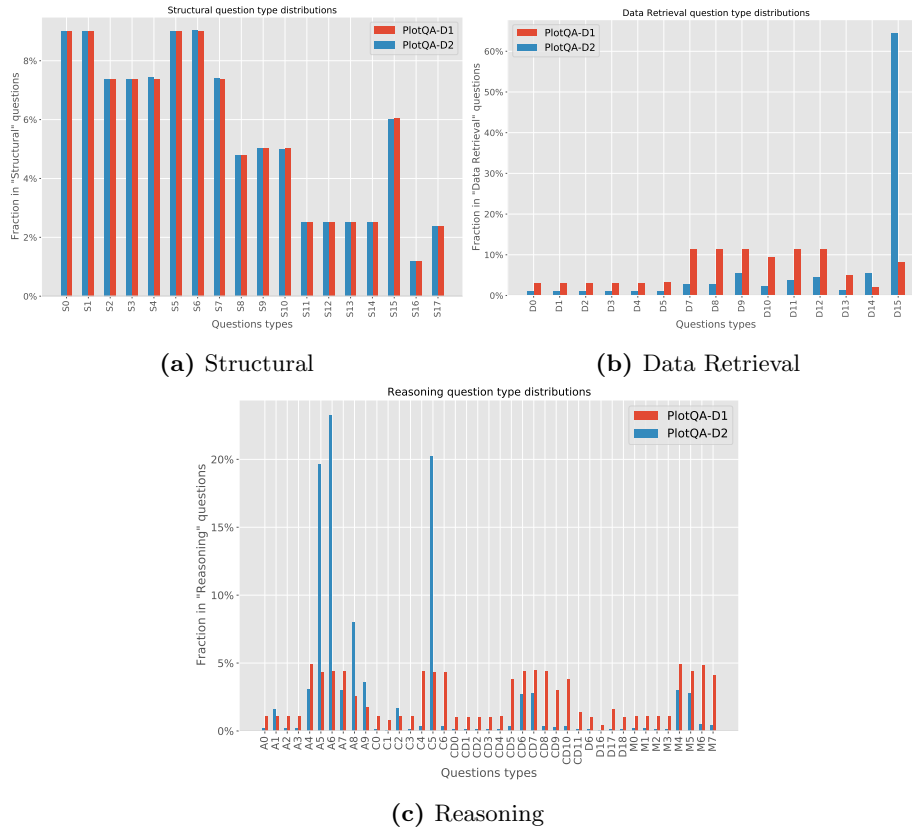 Structural question type distributions
PlotQA-D1
PlotQA-D2
Fraction in "Structural" questions
8%
6%
4%
2%
0%
S0 S1 S2 S3 S4 S5 S6 S7 S8 S9 S10 S11 S12 S13 S14 S15 S16 S17
Questions types
(a) Structural
Data Retrieval question type distributions
PlotQA-D1
PlotQA-D2
Fraction in "Data Retrieval" questions
60%
50%
40%
30%
20%
10%
0%
D0 D1 D2 D3 D4 D5 D7 D8 D9 D10 D11 D12 D13 D14 D15
Questions types
(b) Data Retrieval
Reasoning question type distributions
PlotQA-D1
PlotQA-D2
Fraction in "Reasoning" questions
20%
15%
10%
5%
0%
A0 A1 A2 A3 A4 A5 A6 A7 A8 A9 C0 C1 C2 C3 C4 C5 C6 CD0 CD1 CD2 CD3 CD4 CD5 CD6 CD7 CD8 CD9 CD10 CD11 D6 D16 D17 D18 M0 M1 M2 M3 M4 M5 M6 M7
Questions types
(c) Reasoning